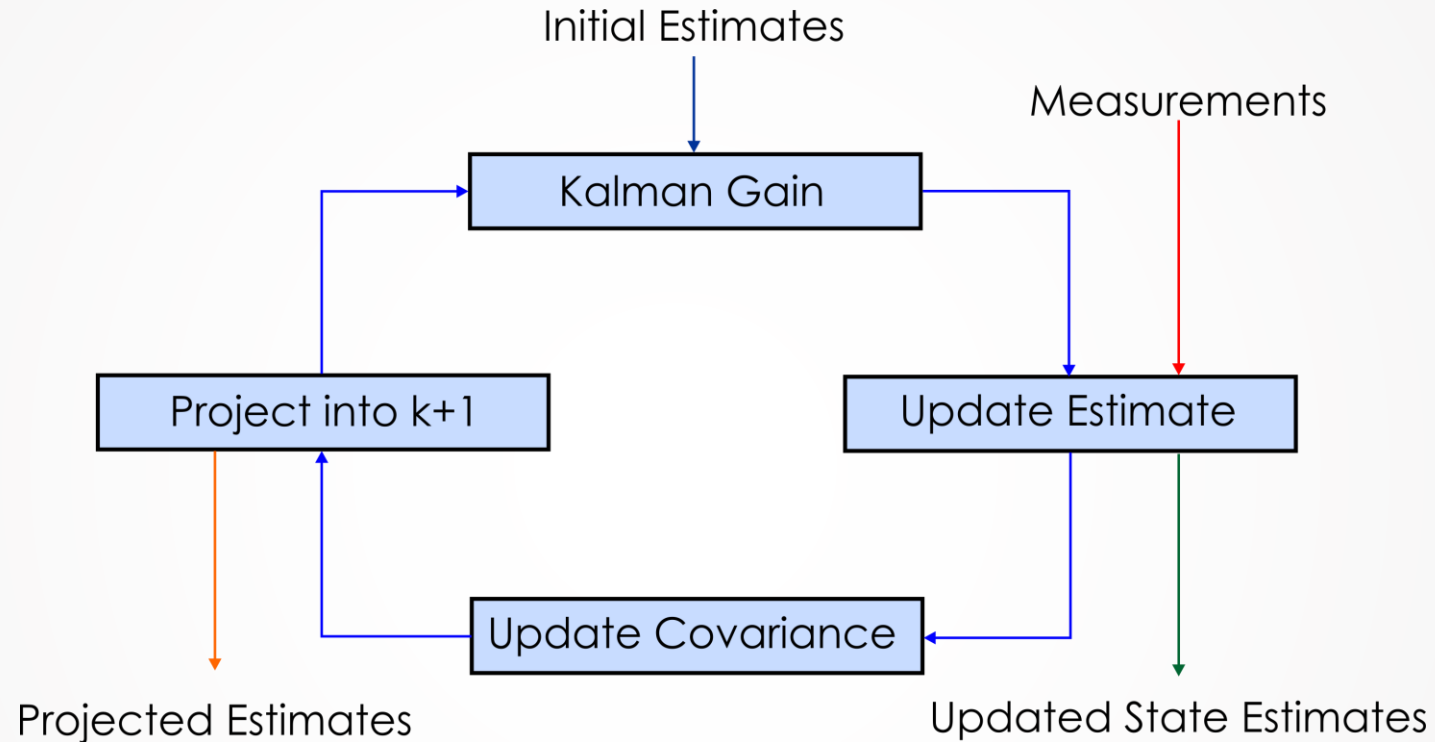 Initial Estimates
Measurements
Kalman Gain
Project into k+1
Update Estimate
Update Covariance
Projected Estimates
Updated State Estimates